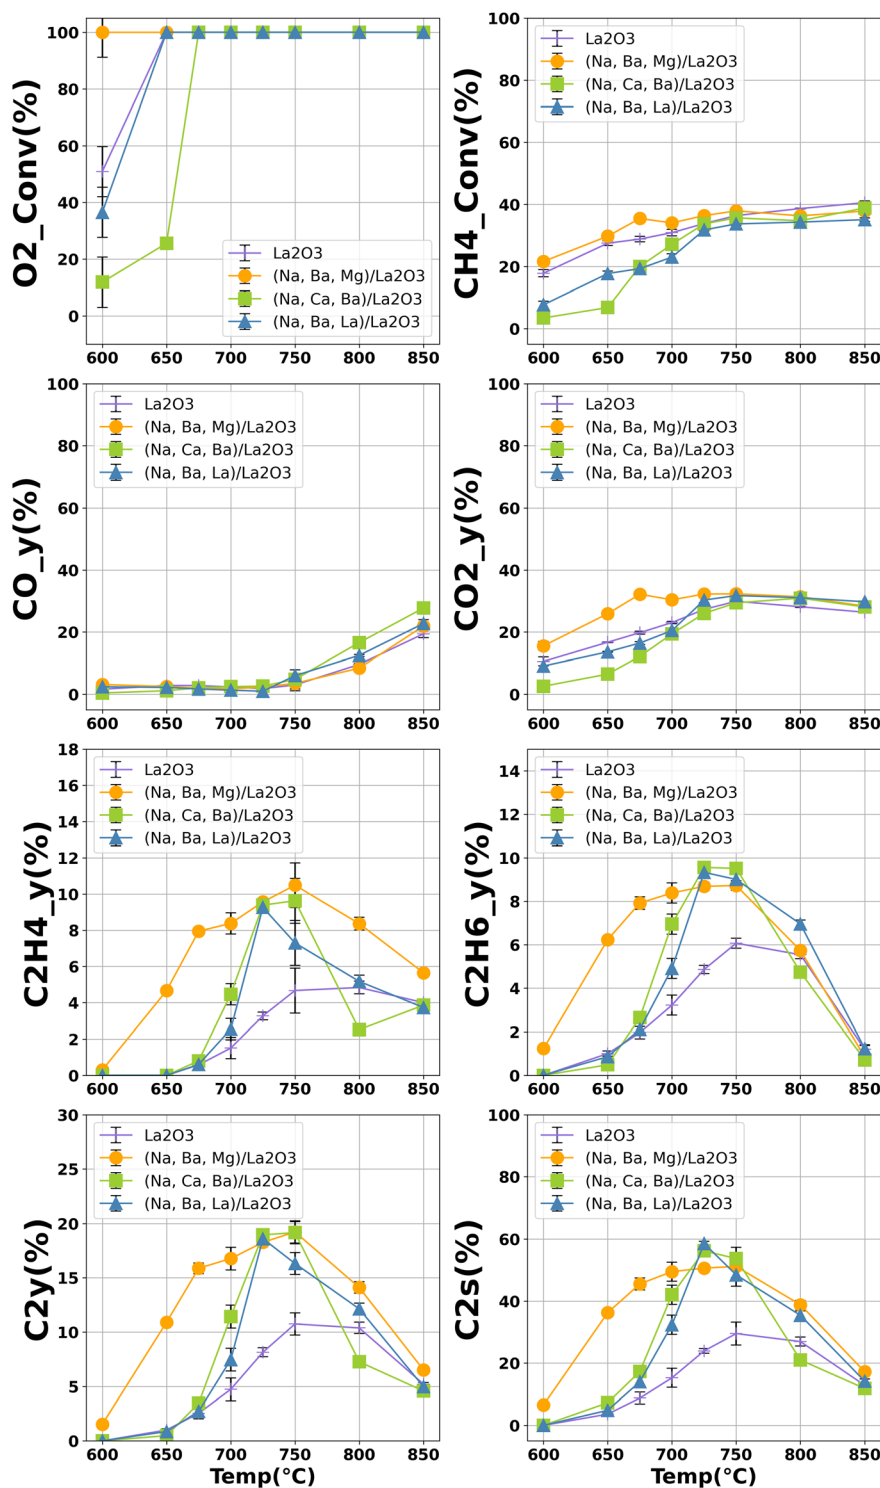 O2_Conv(%)
100
80
60
40
20
0
La2O3
(Na, Ba, Mg)/La2O3
(Na, Ca, Ba)/La2O3
(Na, Ba, La)/La2O3
600 650 700 750 800 850
CH4_Conv(%)
100
80
60
40
20
0
La2O3
(Na, Ba, Mg)/La2O3
(Na, Ca, Ba)/La2O3
(Na, Ba, La)/La2O3
600 650 700 750 800 850
CO_y(%)
100
80
60
40
20
0
La2O3
(Na, Ba, Mg)/La2O3
(Na, Ca, Ba)/La2O3
(Na, Ba, La)/La2O3
600 650 700 750 800 850
CO2_y(%)
100
80
60
40
20
0
La2O3
(Na, Ba, Mg)/La2O3
(Na, Ca, Ba)/La2O3
(Na, Ba, La)/La2O3
600 650 700 750 800 850
C2H4_y(%)
18
16
14
12
10
8
6
4
2
0
La2O3
(Na, Ba, Mg)/La2O3
(Na, Ca, Ba)/La2O3
(Na, Ba, La)/La2O3
600 650 700 750 800 850
C2H6_y(%)
14
12
10
8
6
4
2
0
La2O3
(Na, Ba, Mg)/La2O3
(Na, Ca, Ba)/La2O3
(Na, Ba, La)/La2O3
600 650 700 750 800 850
C2y(%)
30
25
20
15
10
5
0
La2O3
(Na, Ba, Mg)/La2O3
(Na, Ca, Ba)/La2O3
(Na, Ba, La)/La2O3
600 650 700 750 800 850
Temp(°C)
C2s(%)
100
80
60
40
20
0
La2O3
(Na, Ba, Mg)/La2O3
(Na, Ca, Ba)/La2O3
(Na, Ba, La)/La2O3
600 650 700 750 800 850
Temp(°C)